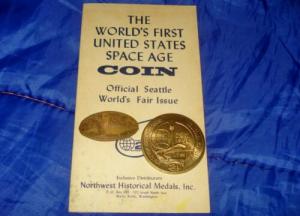 THE
WORLD'S FIRST
UNITED STATES
SPACE AGE
COIN
Official Seattle
World's Fair Issue
Exclusive Distributors
Northwest Historical Medals, Inc.
Washington